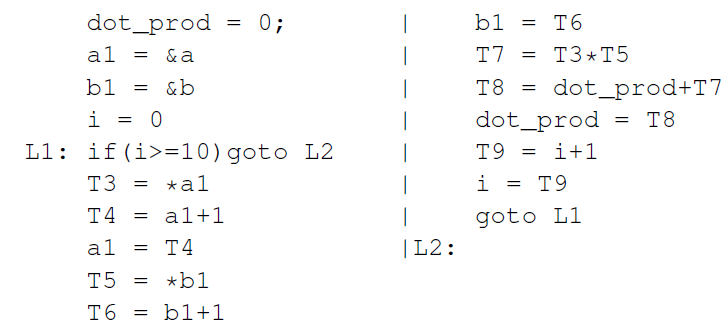 dot_prod = 0;
a1 = &a
b1 = &b
i = 0
L1: if(i>=10)goto L2
T3 = *a1
T4 = a1+1
a1 = T4
T5 = *b1
T6 = b1+1
| b1 = T6
| T7 = T3*T5
| T8 = dot_prod+T7
| dot_prod = T8
| T9 = i+1
| i = T9
| goto L1
|L2: